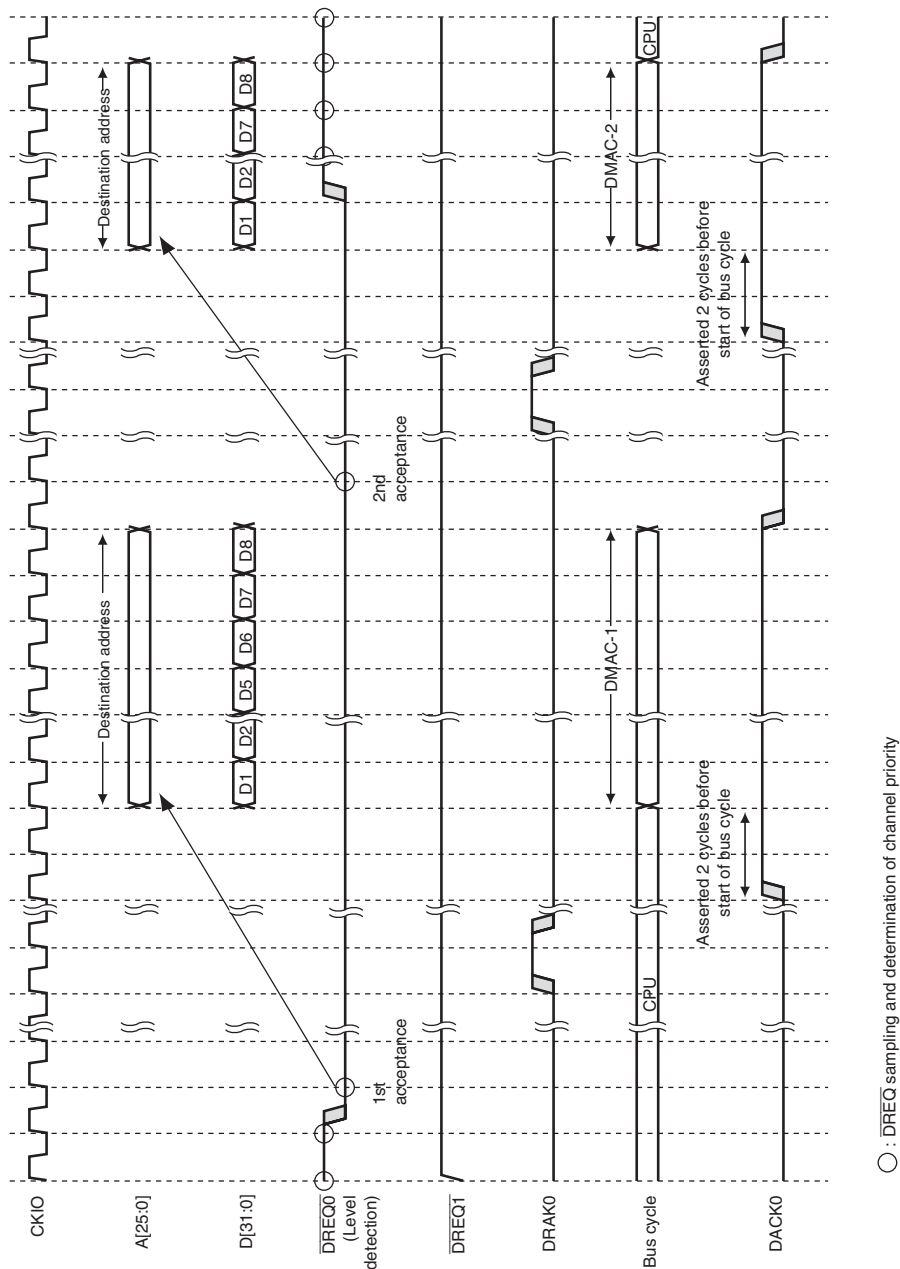 CKIO
A[25:0]
Destination address
Destination address
D[31:0]
D1
D2
D5
D6
D7
D8
D1
D2
D7
D8
DREQ0
(Level
detection)
1st
acceptance
2nd
acceptance
DREQ1
DRAK0
Bus cycle
CPU
DMAC-1
DMAC-2
CPU
DACK0
Asserted 2 cycles before
start of bus cycle
Asserted 2 cycles before
start of bus cycle
: DREQ sampling and determination of channel priority